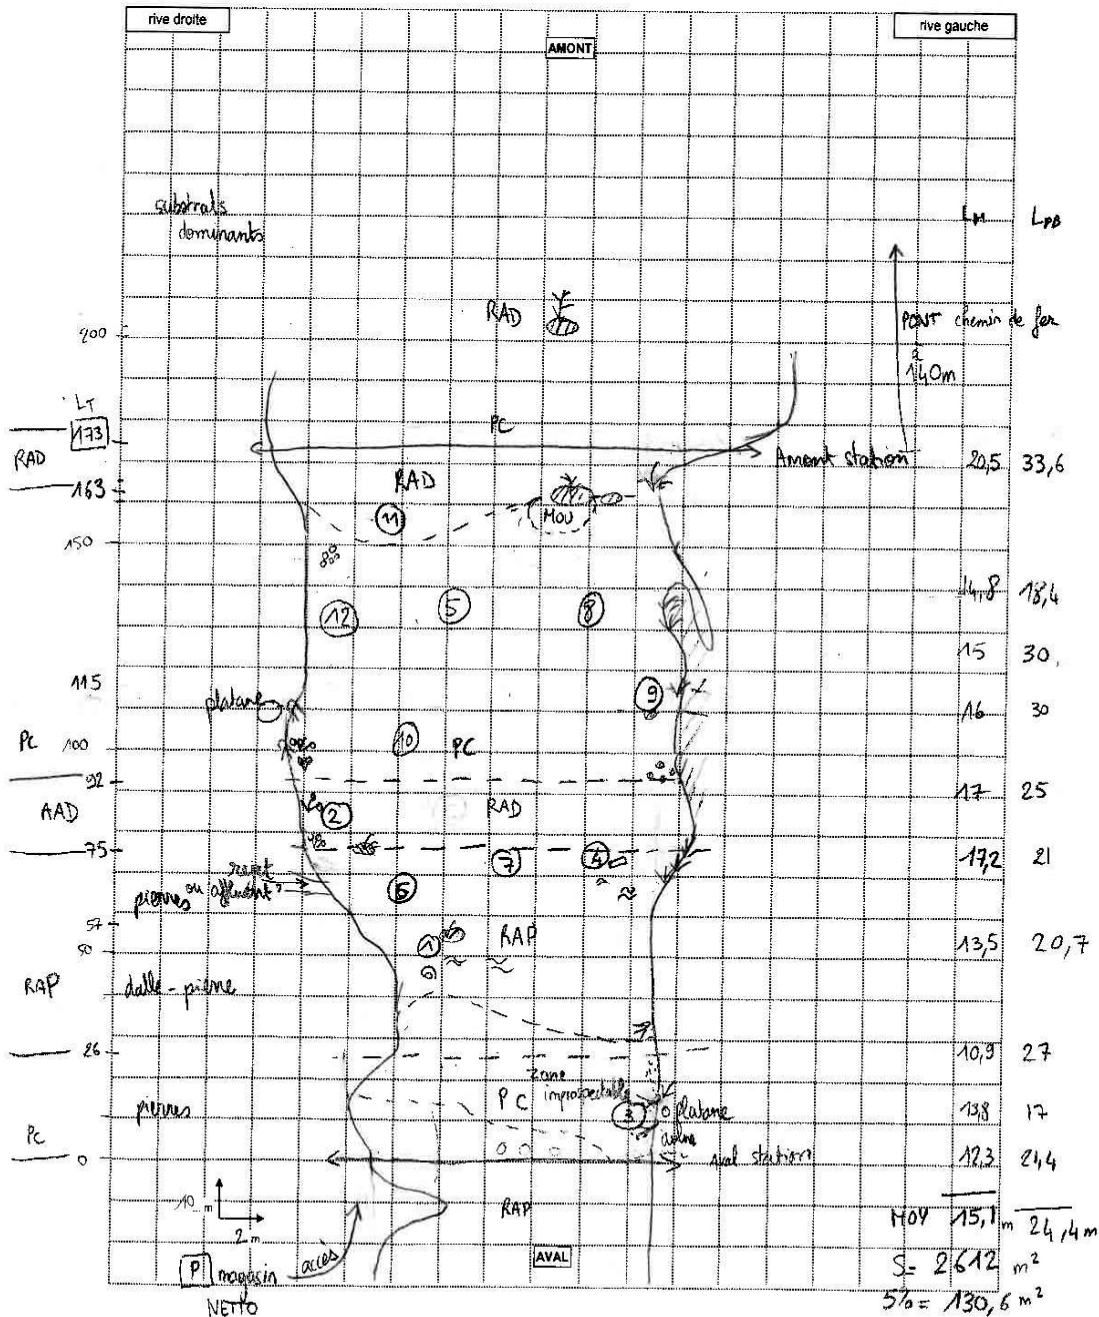 rive droite
rive gauche
AMONT
substrats
dominants
LM LPB
RAD
200
PONT chemin de fer
à
140m
LT
173
PC
RAD
Amont station
20,5 33,6
163
RAD
MOU
11
150
12
5
8
14,8 18,4
15 30
115
9
platane
16 30
PC
100
10
PC
92
17 25
AAD
RAD
2
75
7
4
17,2 21
rejet
ou affluent ?
pierres
6
57
50
1
RAP
13,5 20,7
RAP
dalle - pierre
26
10,9 27
Zone
improspectable
PC
pierres
3
platane
13,8 17
PC
0
aval station
12,3 21,4
10 m
2 m
RAP
MOY 15,1 m 24,4 m
accès
AVAL
P magasin
NETTO
S= 2612 m²
5% = 130,6 m²